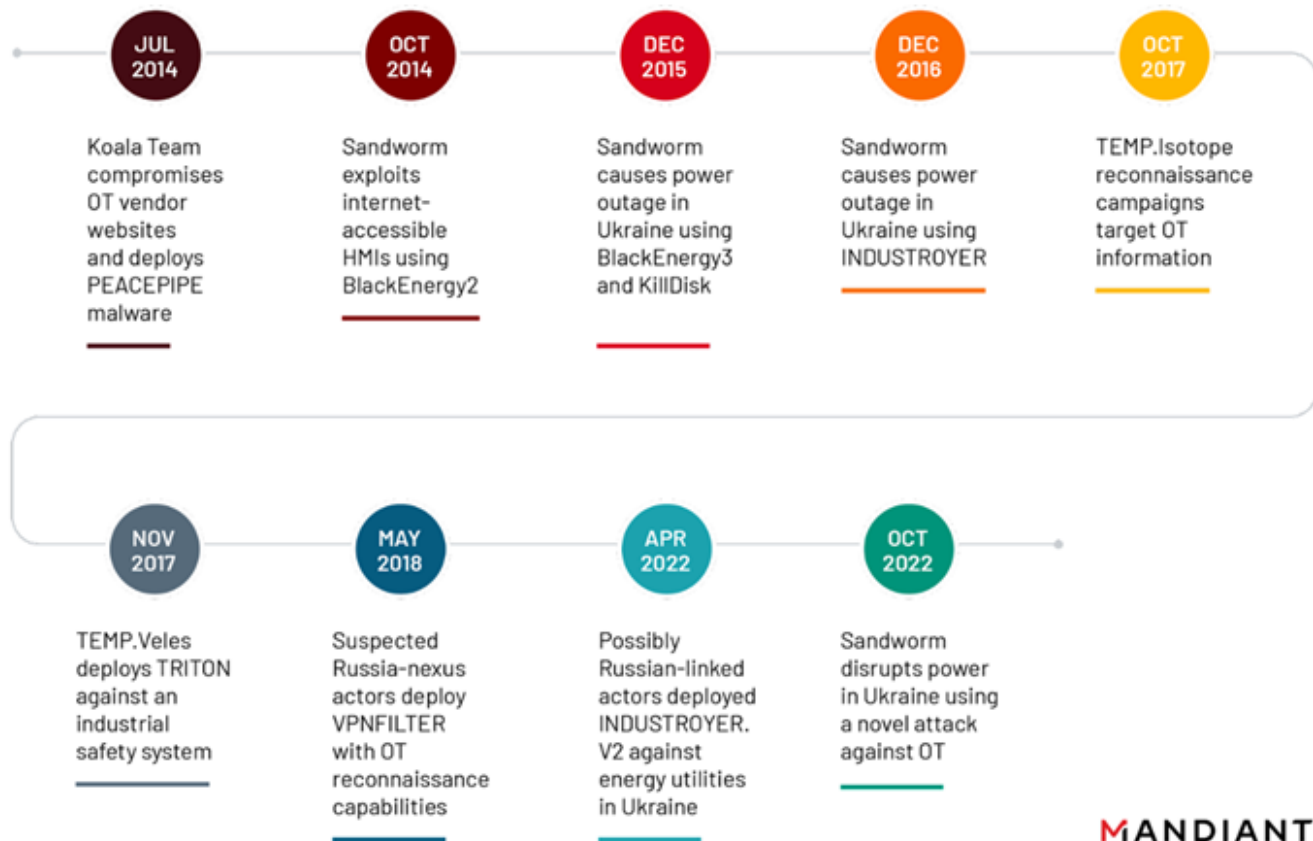 JUL
2014
OCT
2014
DEC
2015
DEC
2016
OCT
2017
Koala Team
compromises
OT vendor
websites
and deploys
PEACEPIPE
malware
Sandworm
exploits
internet-
accessible
HMIs using
BlackEnergy2
Sandworm
causes power
outage in
Ukraine using
BlackEnergy3
and KillDisk
Sandworm
causes power
outage in
Ukraine using
INDUSTROYER
TEMP.Isotope
reconnaissance
campaigns
target OT
information
NOV
2017
MAY
2018
APR
2022
OCT
2022
TEMP.Veles
deploys TRITON
against an
industrial
safety system
Suspected
Russia-nexus
actors deploy
VPNFILTER
with OT
reconnaissance
capabilities
Possibly
Russian-linked
actors deployed
INDUSTROYER.
V2 against
energy utilities
in Ukraine
Sandworm
disrupts power
in Ukraine using
a novel attack
against OT
MANDIANT